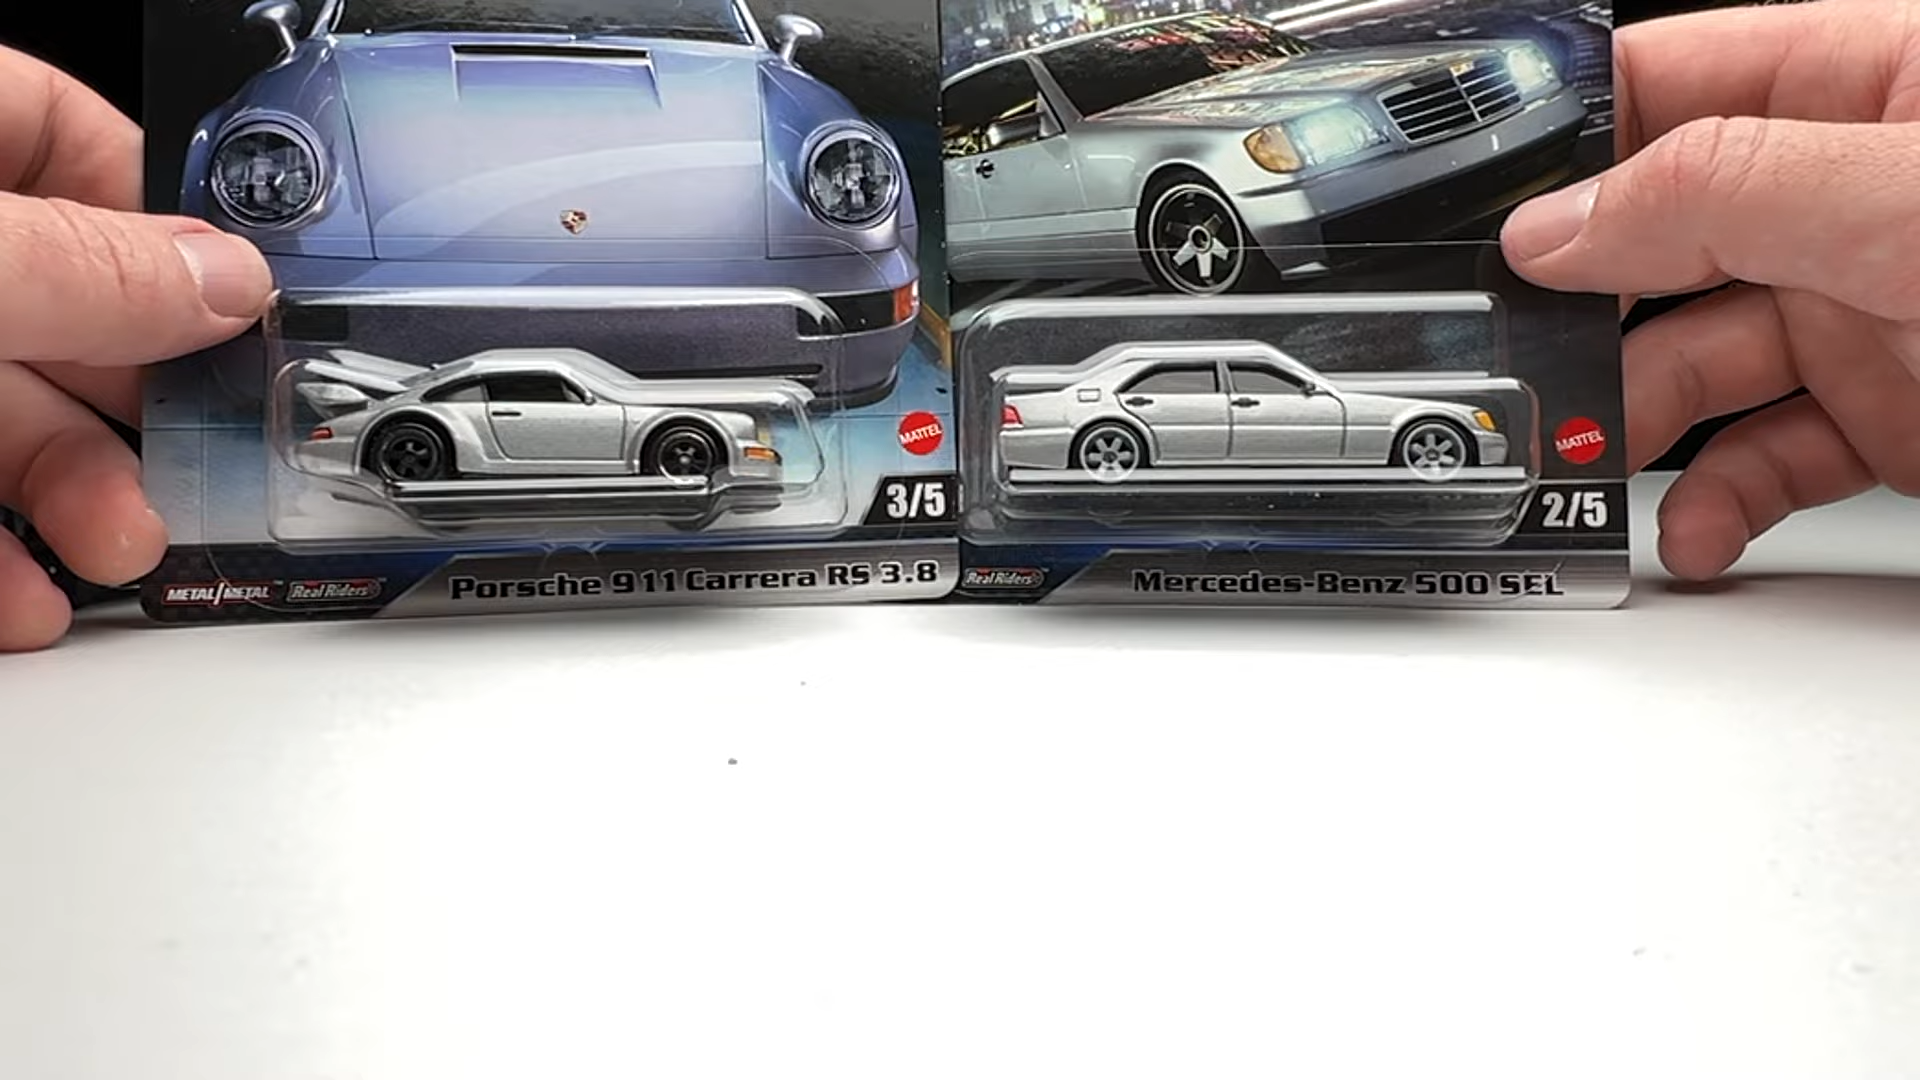 MATTEL
3/5
METAL/METAL™ Real Riders® Porsche 911 Carrera RS 3.8
MATTEL
2/5
Real Riders® Mercedes-Benz 500 SEL